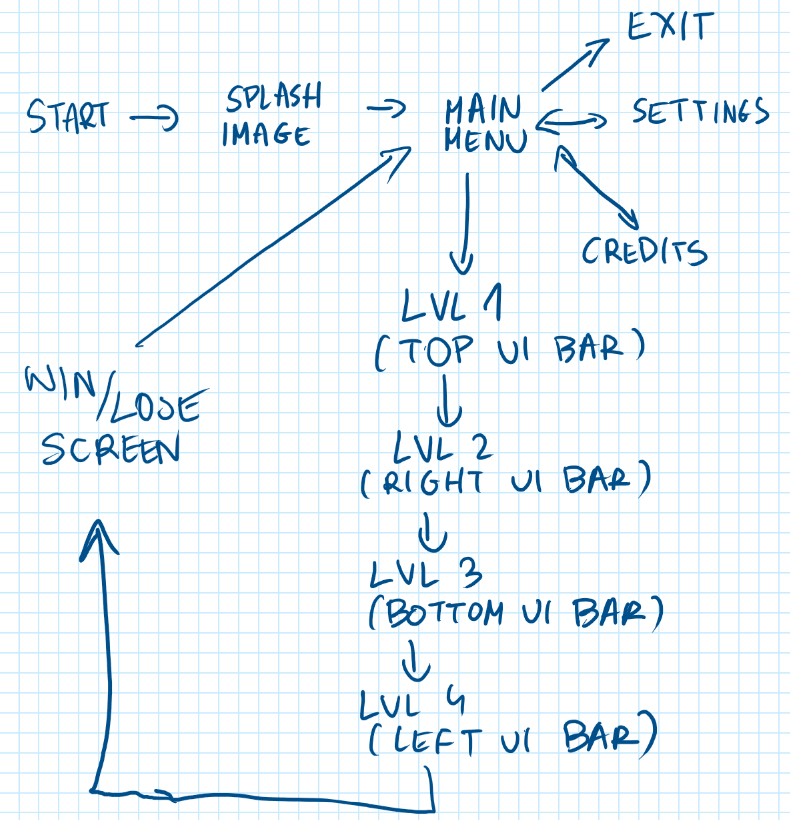 EXIT
START
SPLASH
IMAGE
MAIN
MENU
SETTINGS
CREDITS
LVL 1
(TOP UI BAR)
WIN/LOSE
SCREEN
LVL 2
(RIGHT UI BAR)
LVL 3
(BOTTOM UI BAR)
LVL 4
(LEFT UI BAR)